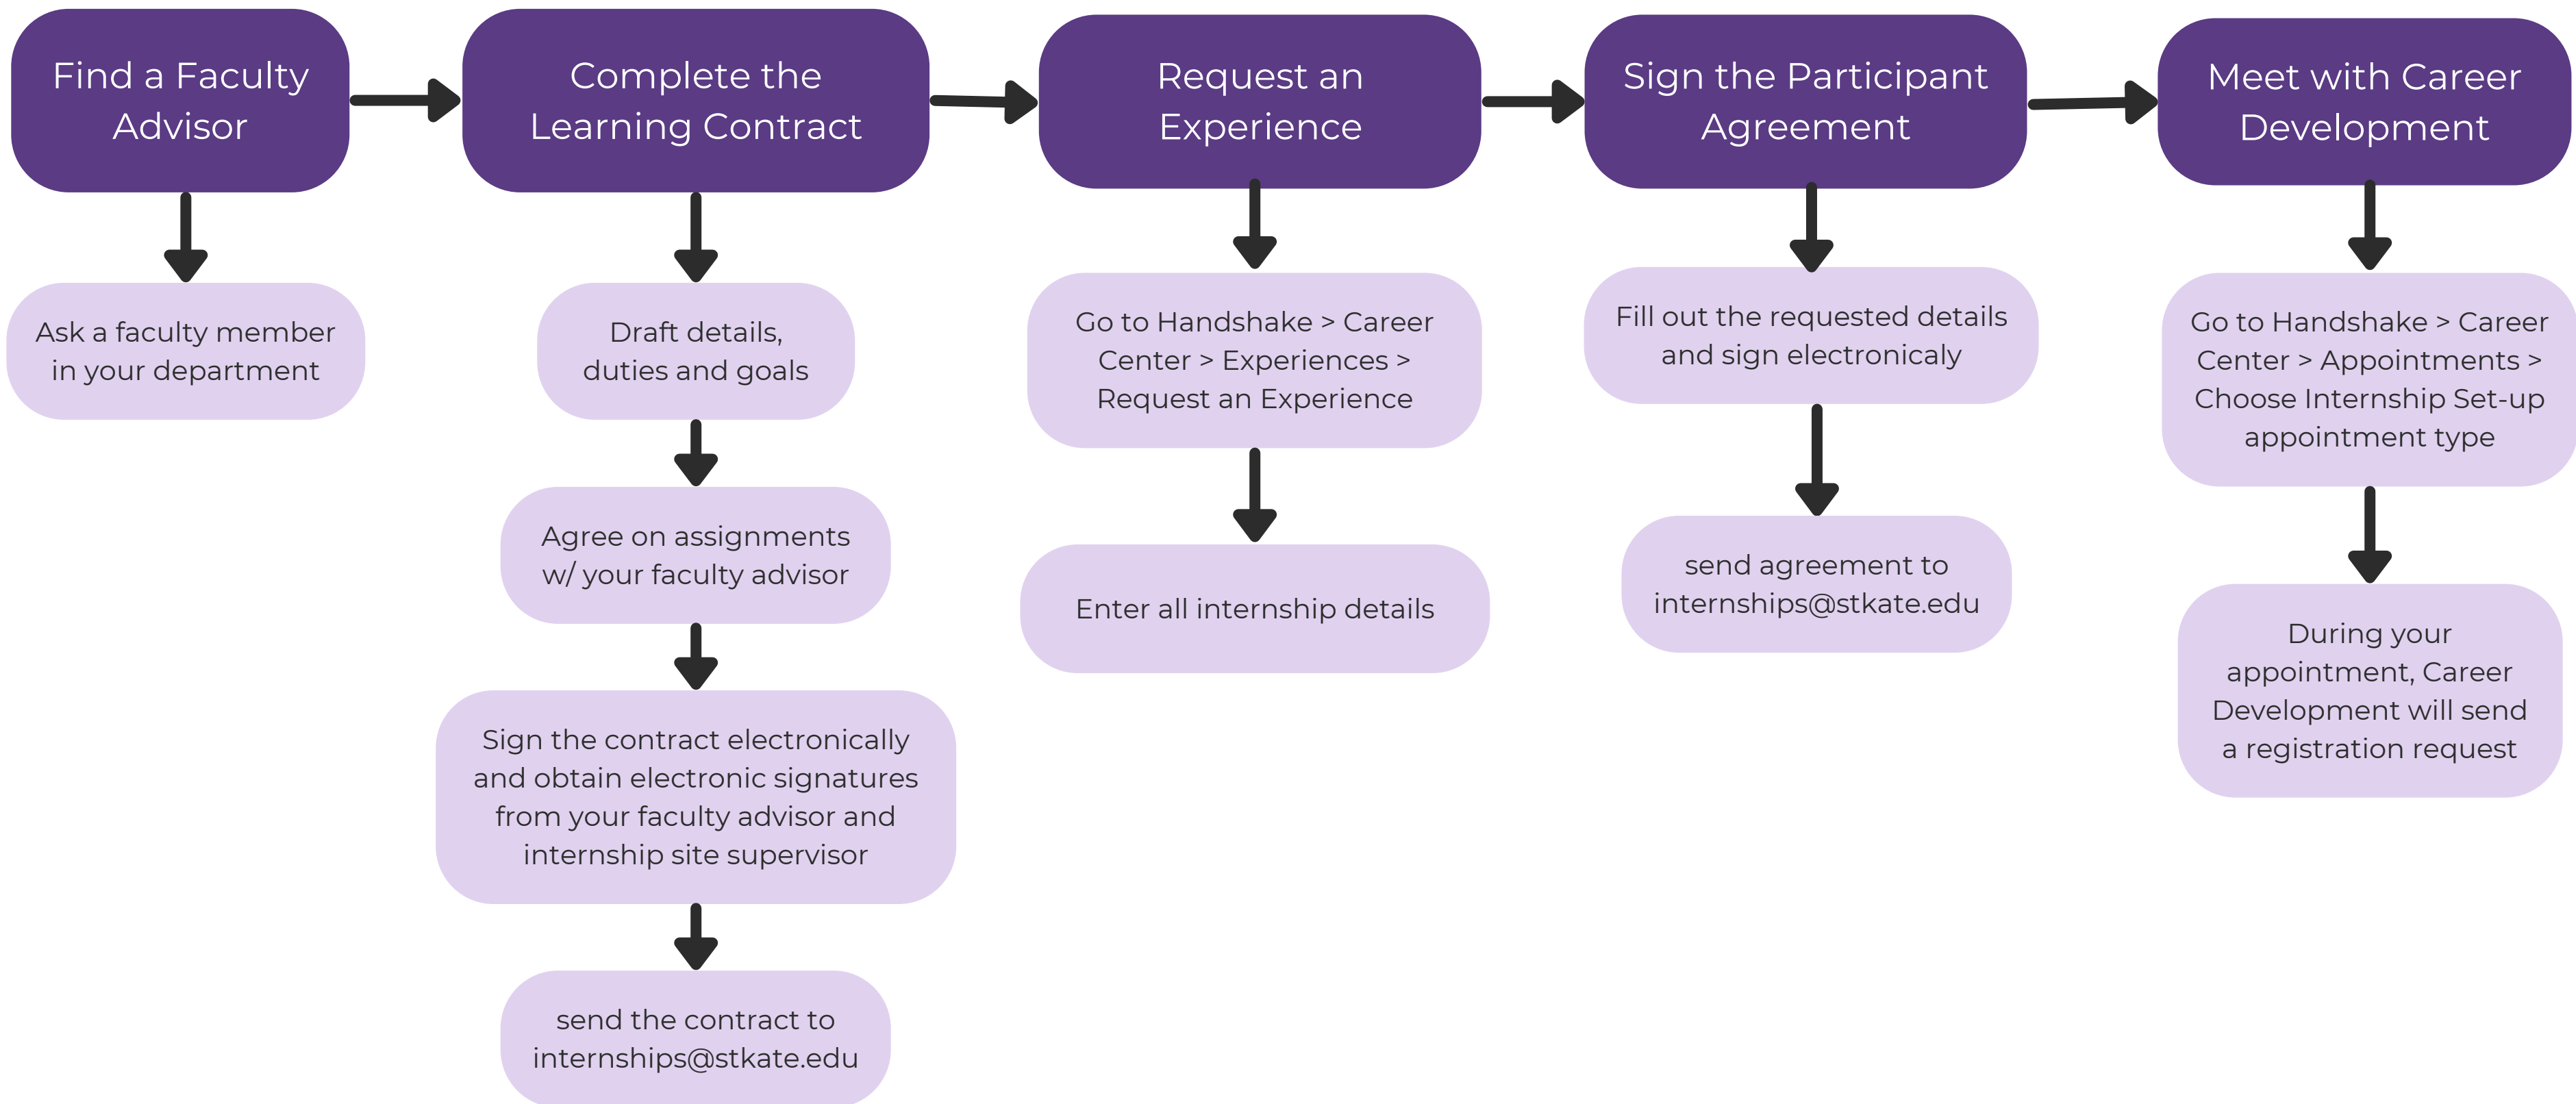 Find a Faculty
Advisor
Complete the
Learning Contract
Request an
Experience
Sign the Participant
Agreement
Meet with Career
Development
Ask a faculty member
in your department
Draft details,
duties and goals
Agree on assignments
w/ your faculty advisor
Sign the contract electronically
and obtain electronic signatures
from your faculty advisor and
internship site supervisor
send the contract to
internships@stkate.edu
Go to Handshake > Career
Center > Experiences >
Request an Experience
Enter all internship details
Fill out the requested details
and sign electronicaly
send agreement to
internships@stkate.edu
Go to Handshake > Career
Center > Appointments >
Choose Internship Set-up
appointment type
During your
appointment, Career
Development will send
a registration request